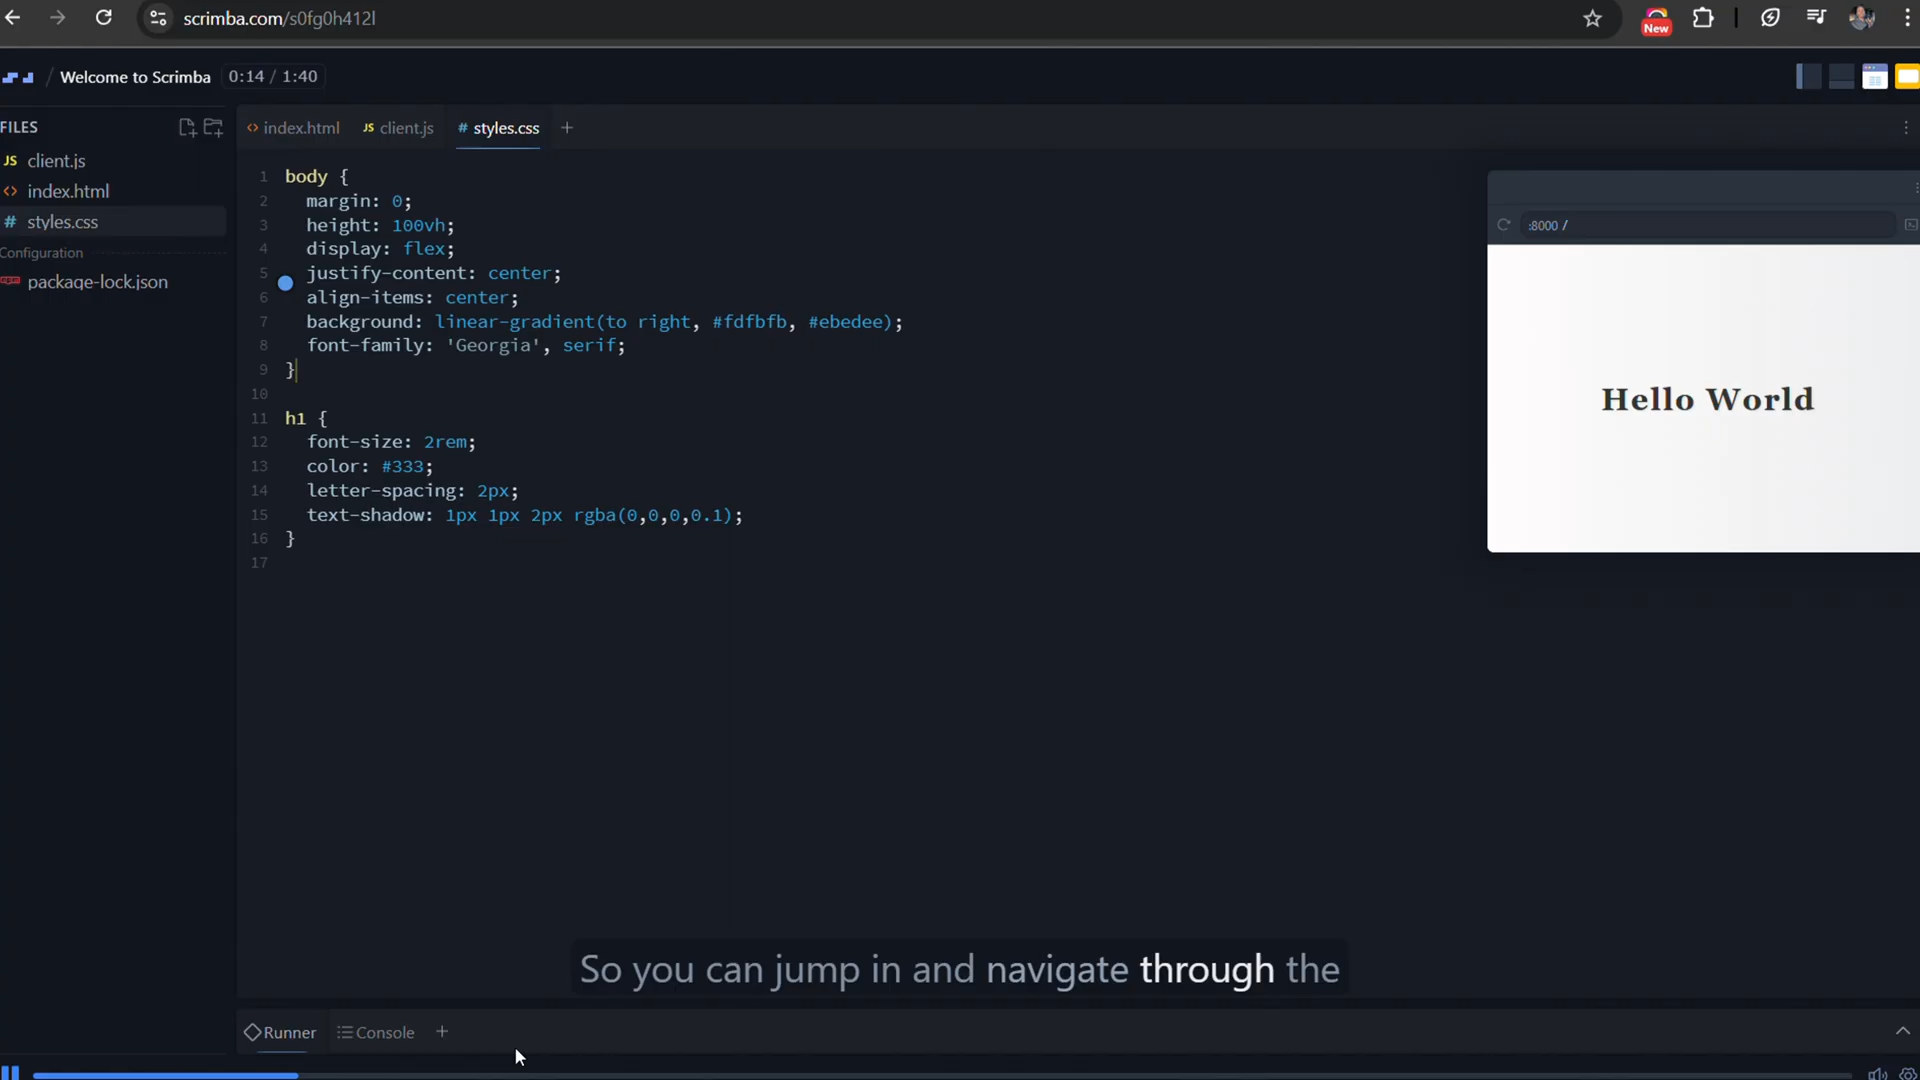 scrimba.com/s0fg0h412l
New
/ Welcome to Scrimba 0:14 / 1:40
FILES
JS client.js
<> index.html
# styles.css
Configuration
package-lock.json
<> index.html JS client.js # styles.css +
1 body {
2 margin: 0;
3 height: 100vh;
4 display: flex;
5 justify-content: center;
6 align-items: center;
7 background: linear-gradient(to right, #fdfbfb, #ebedee);
8 font-family: 'Georgia', serif;
9 }
10
11 h1 {
12 font-size: 2rem;
13 color: #333;
14 letter-spacing: 2px;
15 text-shadow: 1px 1px 2px rgba(0,0,0,0.1);
16 }
17
:8000 /
Hello World
So you can jump in and navigate through the
Runner Console +